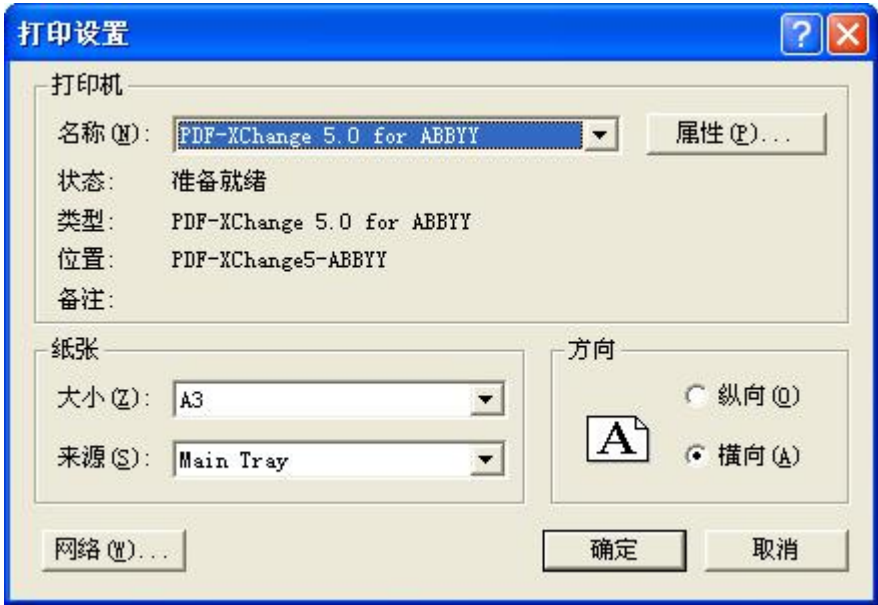 打印设置
打印机
名称(N): PDF-XChange 5.0 for ABBYY 属性(P)...
状态: 准备就绪
类型: PDF-XChange 5.0 for ABBYY
位置: PDF-XChange5-ABBYY
备注:
纸张
大小(Z): A3
来源(S): Main Tray
方向
A
纵向(O)
横向(A)
网络(W)...
确定 取消